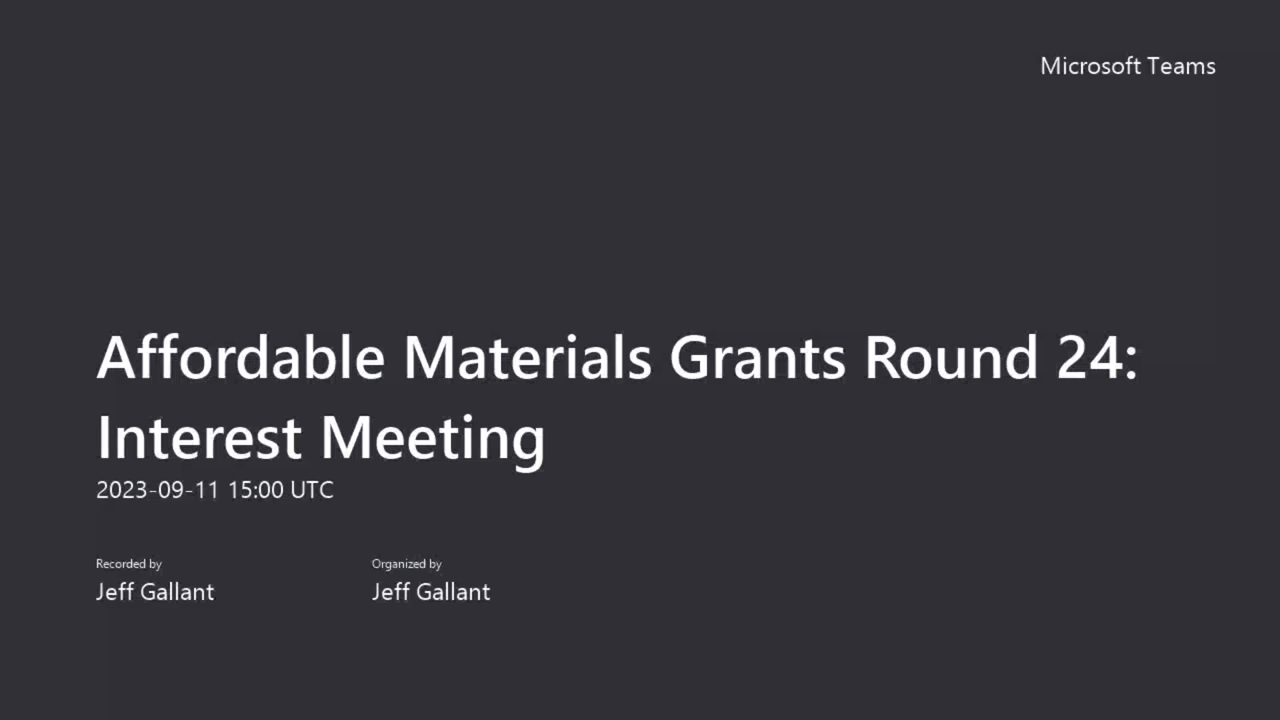 Microsoft Teams
Affordable Materials Grants Round 24:
Interest Meeting
2023-09-11 15:00 UTC
Recorded by
Jeff Gallant
Organized by
Jeff Gallant